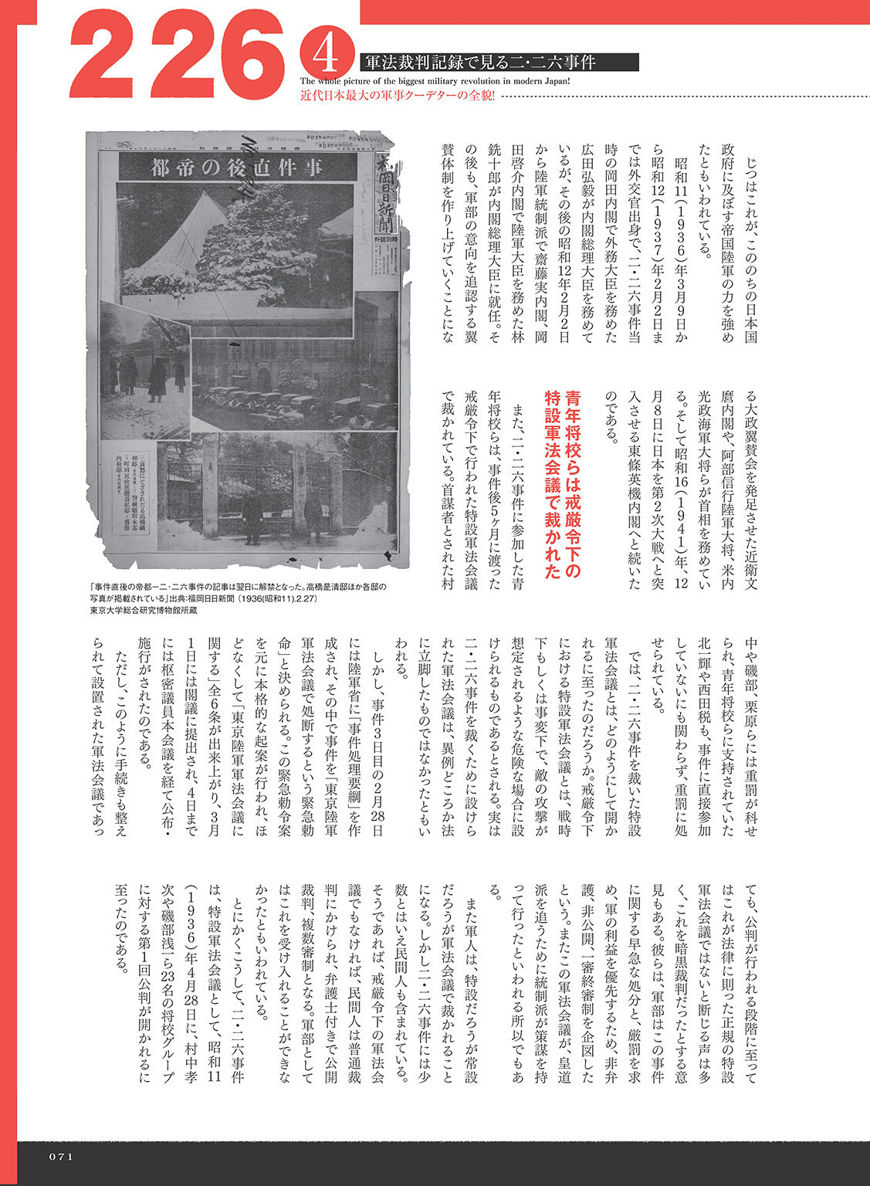 226
4
軍法裁判記録で見る二・二六事件
The whole picture of the biggest military revolution in modern Japan!
近代日本最大の軍事クーデターの全貌!
じつはこれが、こののちの日本国
政府に及ぼす帝国陸軍の力を強め
たともいわれている。
昭和11(1936)年3月9日か
ら昭和12(1937)年2月2日ま
では外交官出身で、二・二六事件当
時の岡田内閣で外務大臣を務めた
広田弘毅が内閣総理大臣を務めて
いるが、その後の昭和12年2月2日
から陸軍統制派で齋藤実内閣、岡
田啓介内閣で陸軍大臣を務めた林
銑十郎が内閣総理大臣に就任。そ
の後も、軍部の意向を追認する翼
賛体制を作り上げていくことにな
都帝の後直件事
福岡日日新聞
「事件直後の帝都ー二・二六事件の記事は翌日に解禁となった。高橋是清邸ほか各邸の
写真が掲載されている」出典:福岡日日新聞 (1936(昭和11).2.27)
東京大学総合研究博物館所蔵
る大政翼賛会を発足させた近衛文
麿内閣や、阿部信行陸軍大将、米内
光政海軍大将らが首相を務めてい
る。そして昭和16(1941)年、12
月8日に日本を第2次大戦へと突
入させる東條英機内閣へと続いた
のである。
青年将校らは戒厳令下の
特設軍法会議で裁かれた
また、二・二六事件に参加した青
年将校らは、事件後5ヶ月に渡った
戒厳令下で行われた特設軍法会議
で裁かれている。首謀者とされた村
中や磯部、栗原らには重罰が科せ
られ、青年将校らに支持されていた
北一輝や西田税も、事件に直接参加
していないにも関わらず、重罰に処
せられている。
では、二・二六事件を裁いた特設
軍法会議とは、どのようにして開か
れるに至ったのだろうか。戒厳令下
における特設軍法会議とは、戦時
下もしくは事変下で、敵の攻撃が
想定されるような危険な場合に設
けられるものであるとされる。実は
二・二六事件を裁くために設けら
れた軍法会議は、異例どころか法
に立脚したものではなかったともい
われる。
しかし、事件3日目の2月28日
には陸軍省に「事件処理要綱」を作
成され、その中で事件を「東京陸軍
軍法会議で処断するという緊急勅
命」と決められる。この緊急勅令案
を元に本格的な起案が行われ、ほ
どなくして「東京陸軍軍法会議に
関する」全6条が出来上がり、3月
1日には閣議に提出され、4日まで
には枢密議員本会議を経て公布・
施行がされたのである。
ただし、このように手続きも整え
られて設置された軍法会議であっ
ても、公判が行われる段階に至って
はこれが法律に則った正規の特設
軍法会議ではないと断じる声は多
く、これを暗黒裁判だったとする意
見もある。彼らは、軍部はこの事件
に関する早急な処分と、厳罰を求
め、軍の利益を優先するため、非弁
護、非公開、一審終審制を企図した
という。またこの軍法会議が、皇道
派を追うために統制派が策謀を持
って行ったといわれる所以でもあ
る。
また軍人は、特設だろうが常設
だろうが軍法会議で裁かれること
になる。しかし二・二六事件には少
数とはいえ民間人も含まれている。
そうであれば、戒厳令下の軍法会
議でもなければ、民間人は普通裁
判にかけられ、弁護士付きで公開
裁判、複数審制となる。軍部として
はこれを受け入れることができな
かったともいわれている。
とにかくこうして、二・二六事件
は、特設軍法会議として、昭和11
(1936)年4月28日に、村中孝
次や磯部浅一ら23名の将校グループ
に対する第1回公判が開かれるに
至ったのである。
071